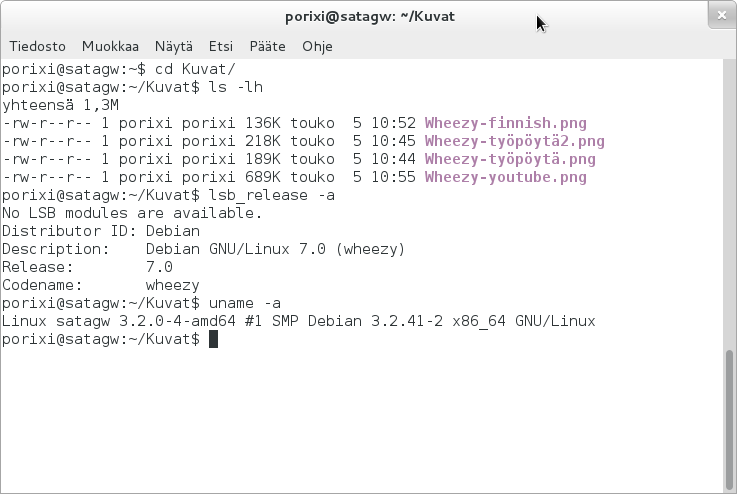 porixi@satagw: ~/Kuvat
Tiedosto Muokkaa Näytä Etsi Pääte Ohje
porixi@satagw:~$ cd Kuvat/
porixi@satagw:~/Kuvat$ ls -lh
yhteensä 1,3M
-rw-r--r-- 1 porixi porixi 136K touko  5 10:52 Wheezy-finnish.png
-rw-r--r-- 1 porixi porixi 218K touko  5 10:45 Wheezy-työpöytä2.png
-rw-r--r-- 1 porixi porixi 189K touko  5 10:44 Wheezy-työpöytä.png
-rw-r--r-- 1 porixi porixi 689K touko  5 10:55 Wheezy-youtube.png
porixi@satagw:~/Kuvat$ lsb_release -a
No LSB modules are available.
Distributor ID: Debian
Description:    Debian GNU/Linux 7.0 (wheezy)
Release:        7.0
Codename:       wheezy
porixi@satagw:~/Kuvat$ uname -a
Linux satagw 3.2.0-4-amd64 #1 SMP Debian 3.2.41-2 x86_64 GNU/Linux
porixi@satagw:~/Kuvat$